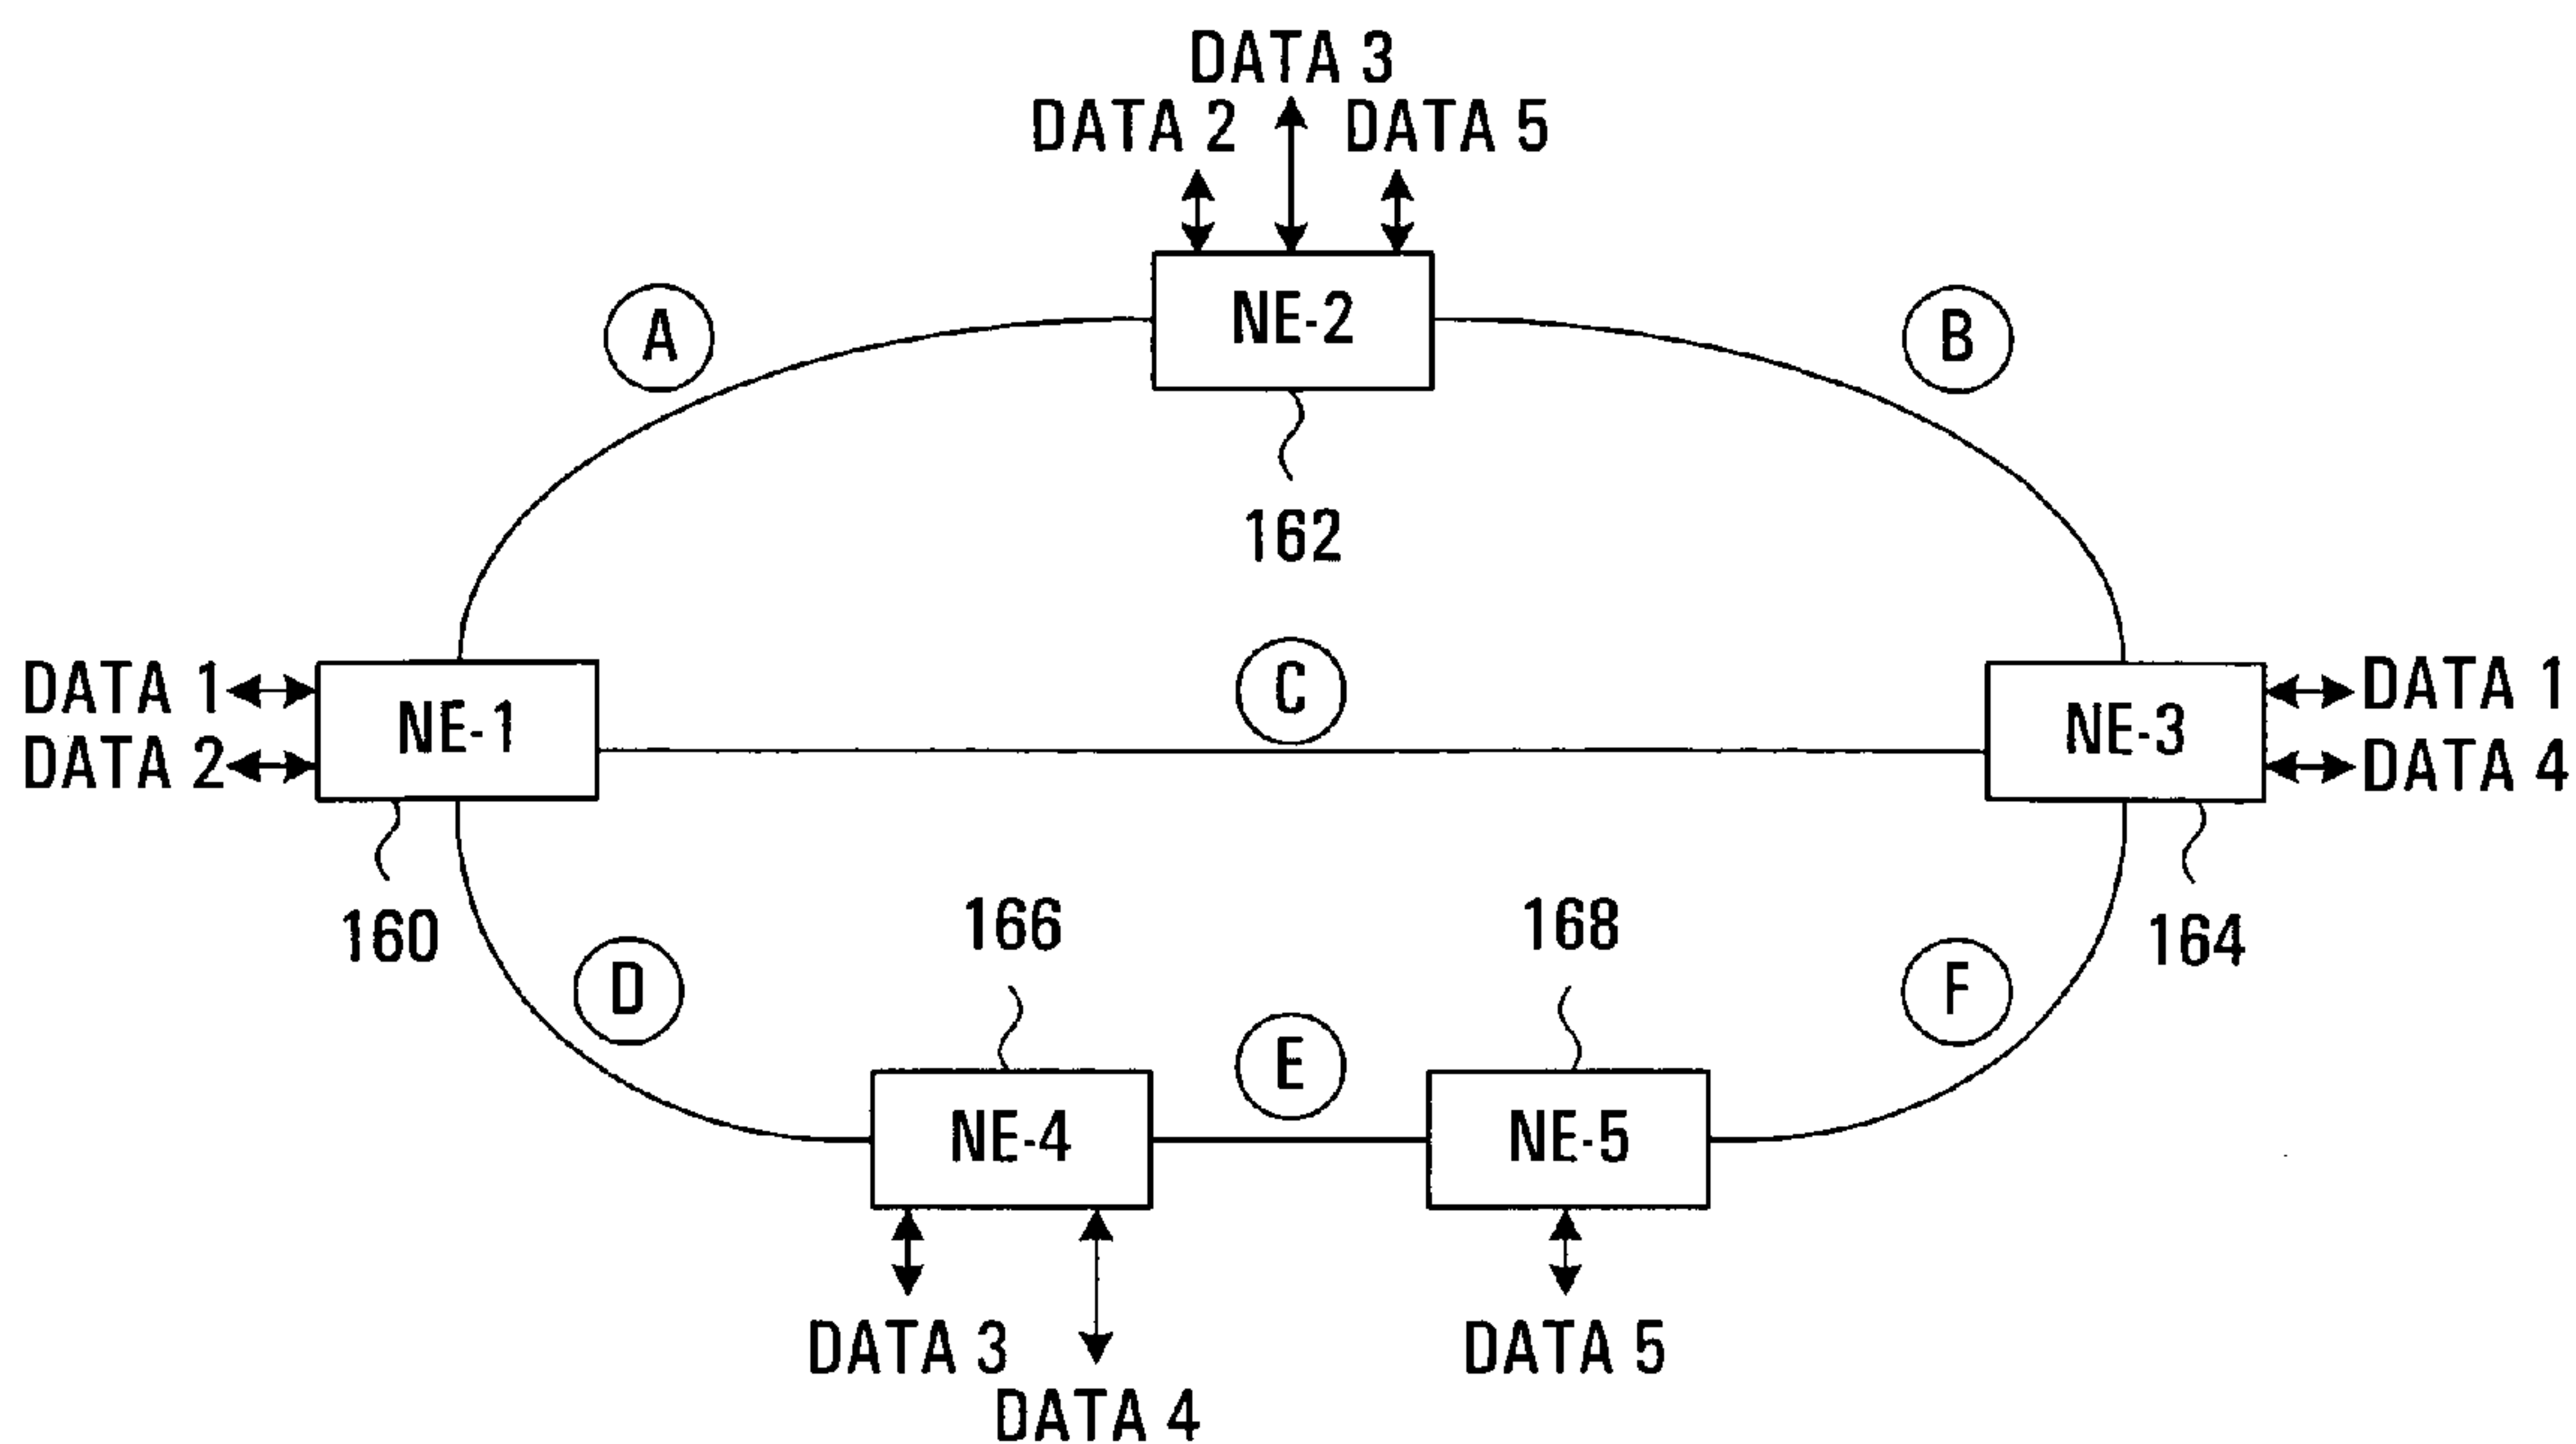 DATA 3
DATA 2
DATA 5
NE-2
A
B
162
C
DATA 1
DATA 2
NE-1
NE-3
DATA 1
DATA 4
160
166
168
164
D
E
F
NE-4
NE-5
DATA 3
DATA 4
DATA 5